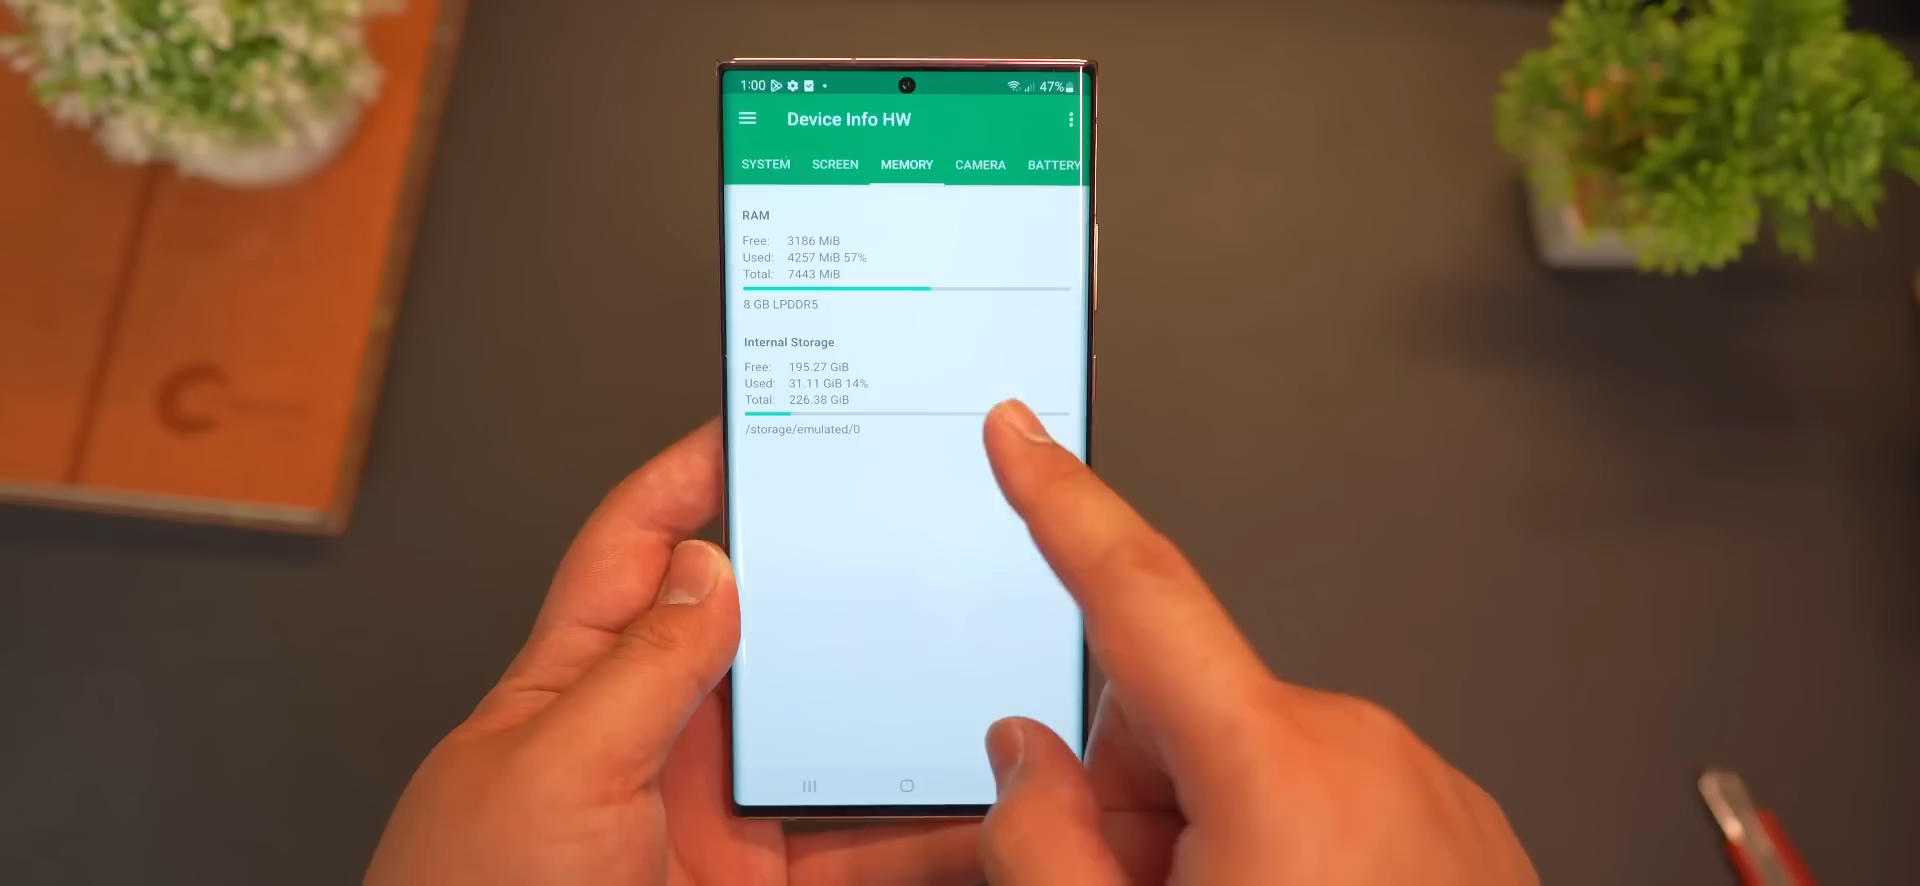 1:00 47%
Device Info HW
SYSTEM SCREEN MEMORY CAMERA BATTERY
RAM
Free: 3186 MiB
Used: 4257 MiB 57%
Total: 7443 MiB
8 GB LPDDR5
Internal Storage
Free: 195.27 GiB
Used: 31.11 GiB 14%
Total: 226.38 GiB
/storage/emulated/0